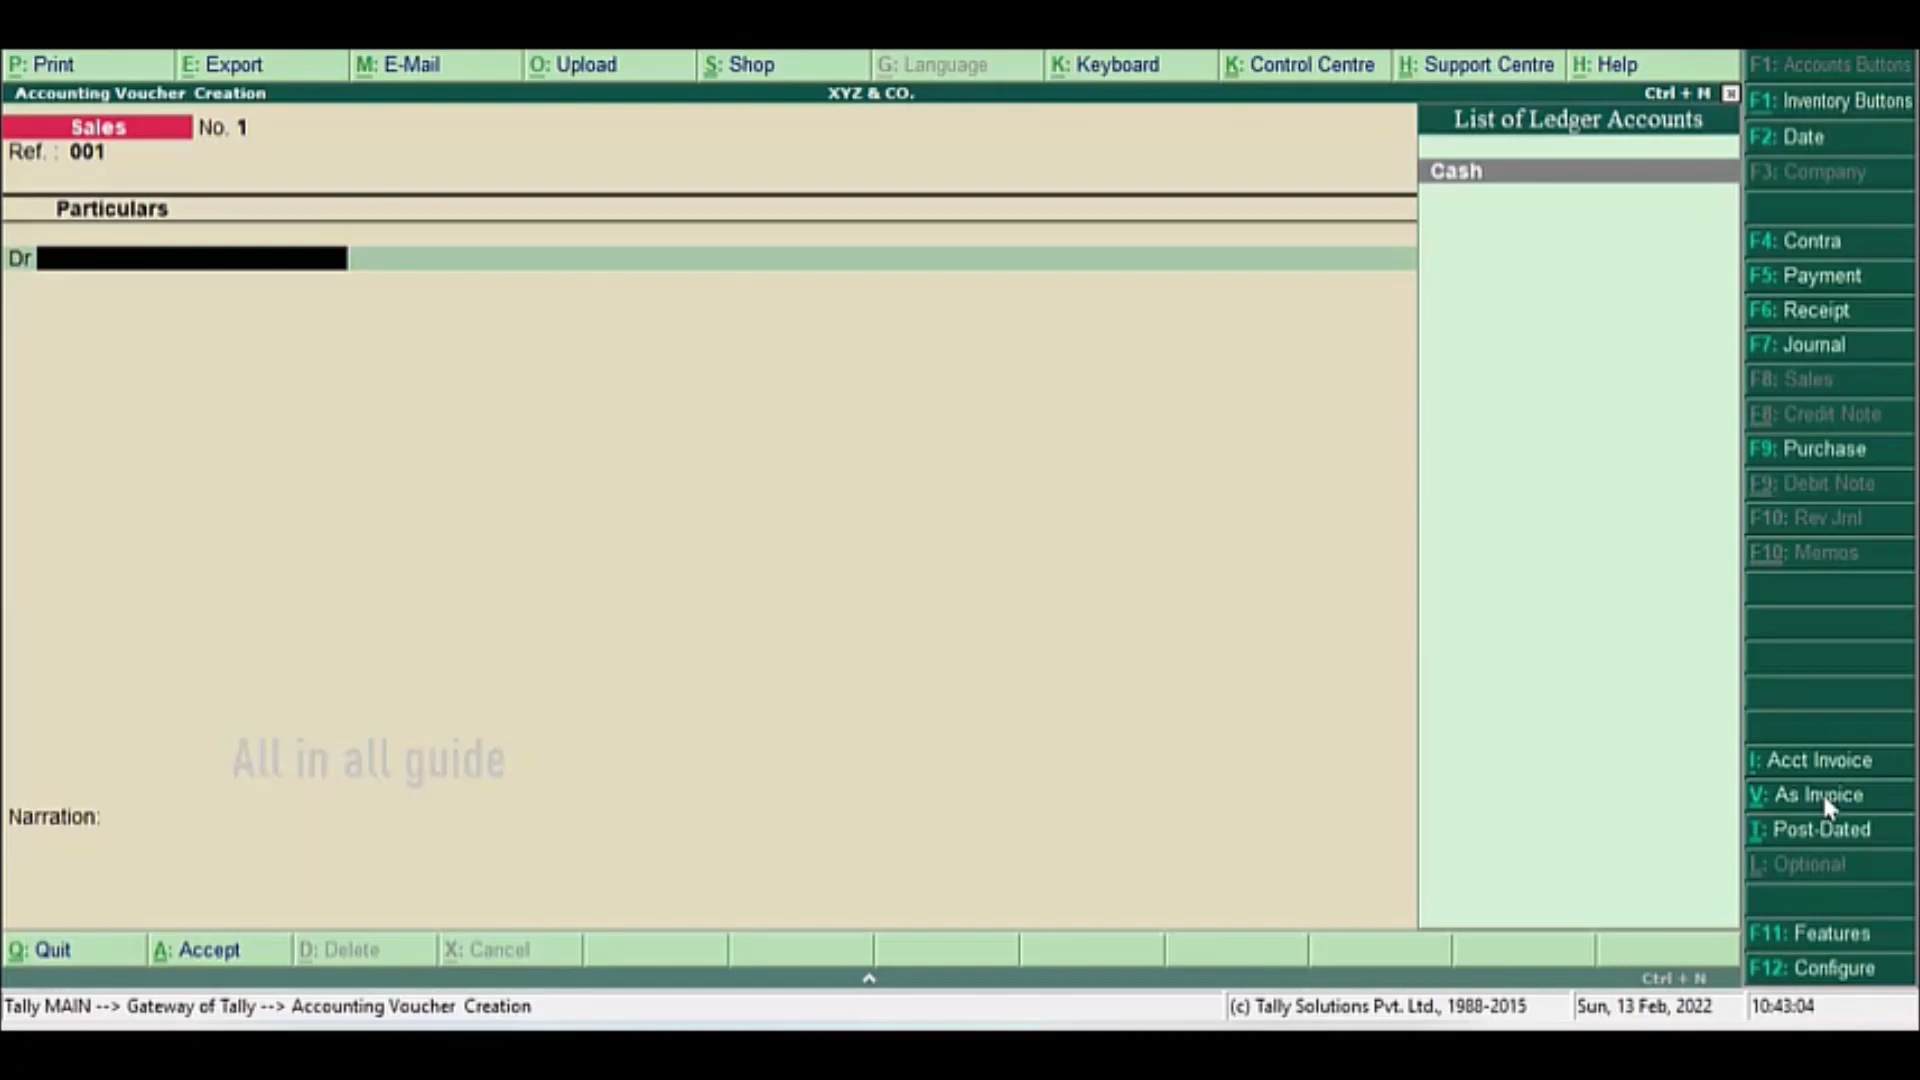 P: Print E: Export M: E-Mail O: Upload S: Shop G: Language K: Keyboard K: Control Centre H: Support Centre H: Help F1: Accounts Buttons
Accounting Voucher Creation XYZ & CO. Ctrl + M
F1: Inventory Buttons
Sales No. 1 List of Ledger Accounts
F2: Date
Ref. : 001
Cash F3: Company
Particulars
F4: Contra
Dr
F5: Payment
F6: Receipt
F7: Journal
F8: Sales
F8: Credit Note
F9: Purchase
F9: Debit Note
F10: Rev Jrnl
F10: Memos
All in all guide
I: Acct Invoice
V: As Invoice
Narration:
T: Post-Dated
L: Optional
F11: Features
Q: Quit A: Accept D: Delete X: Cancel
F12: Configure
Ctrl + N
Tally MAIN --> Gateway of Tally --> Accounting Voucher Creation (c) Tally Solutions Pvt. Ltd., 1988-2015 Sun, 13 Feb, 2022 10:43:04